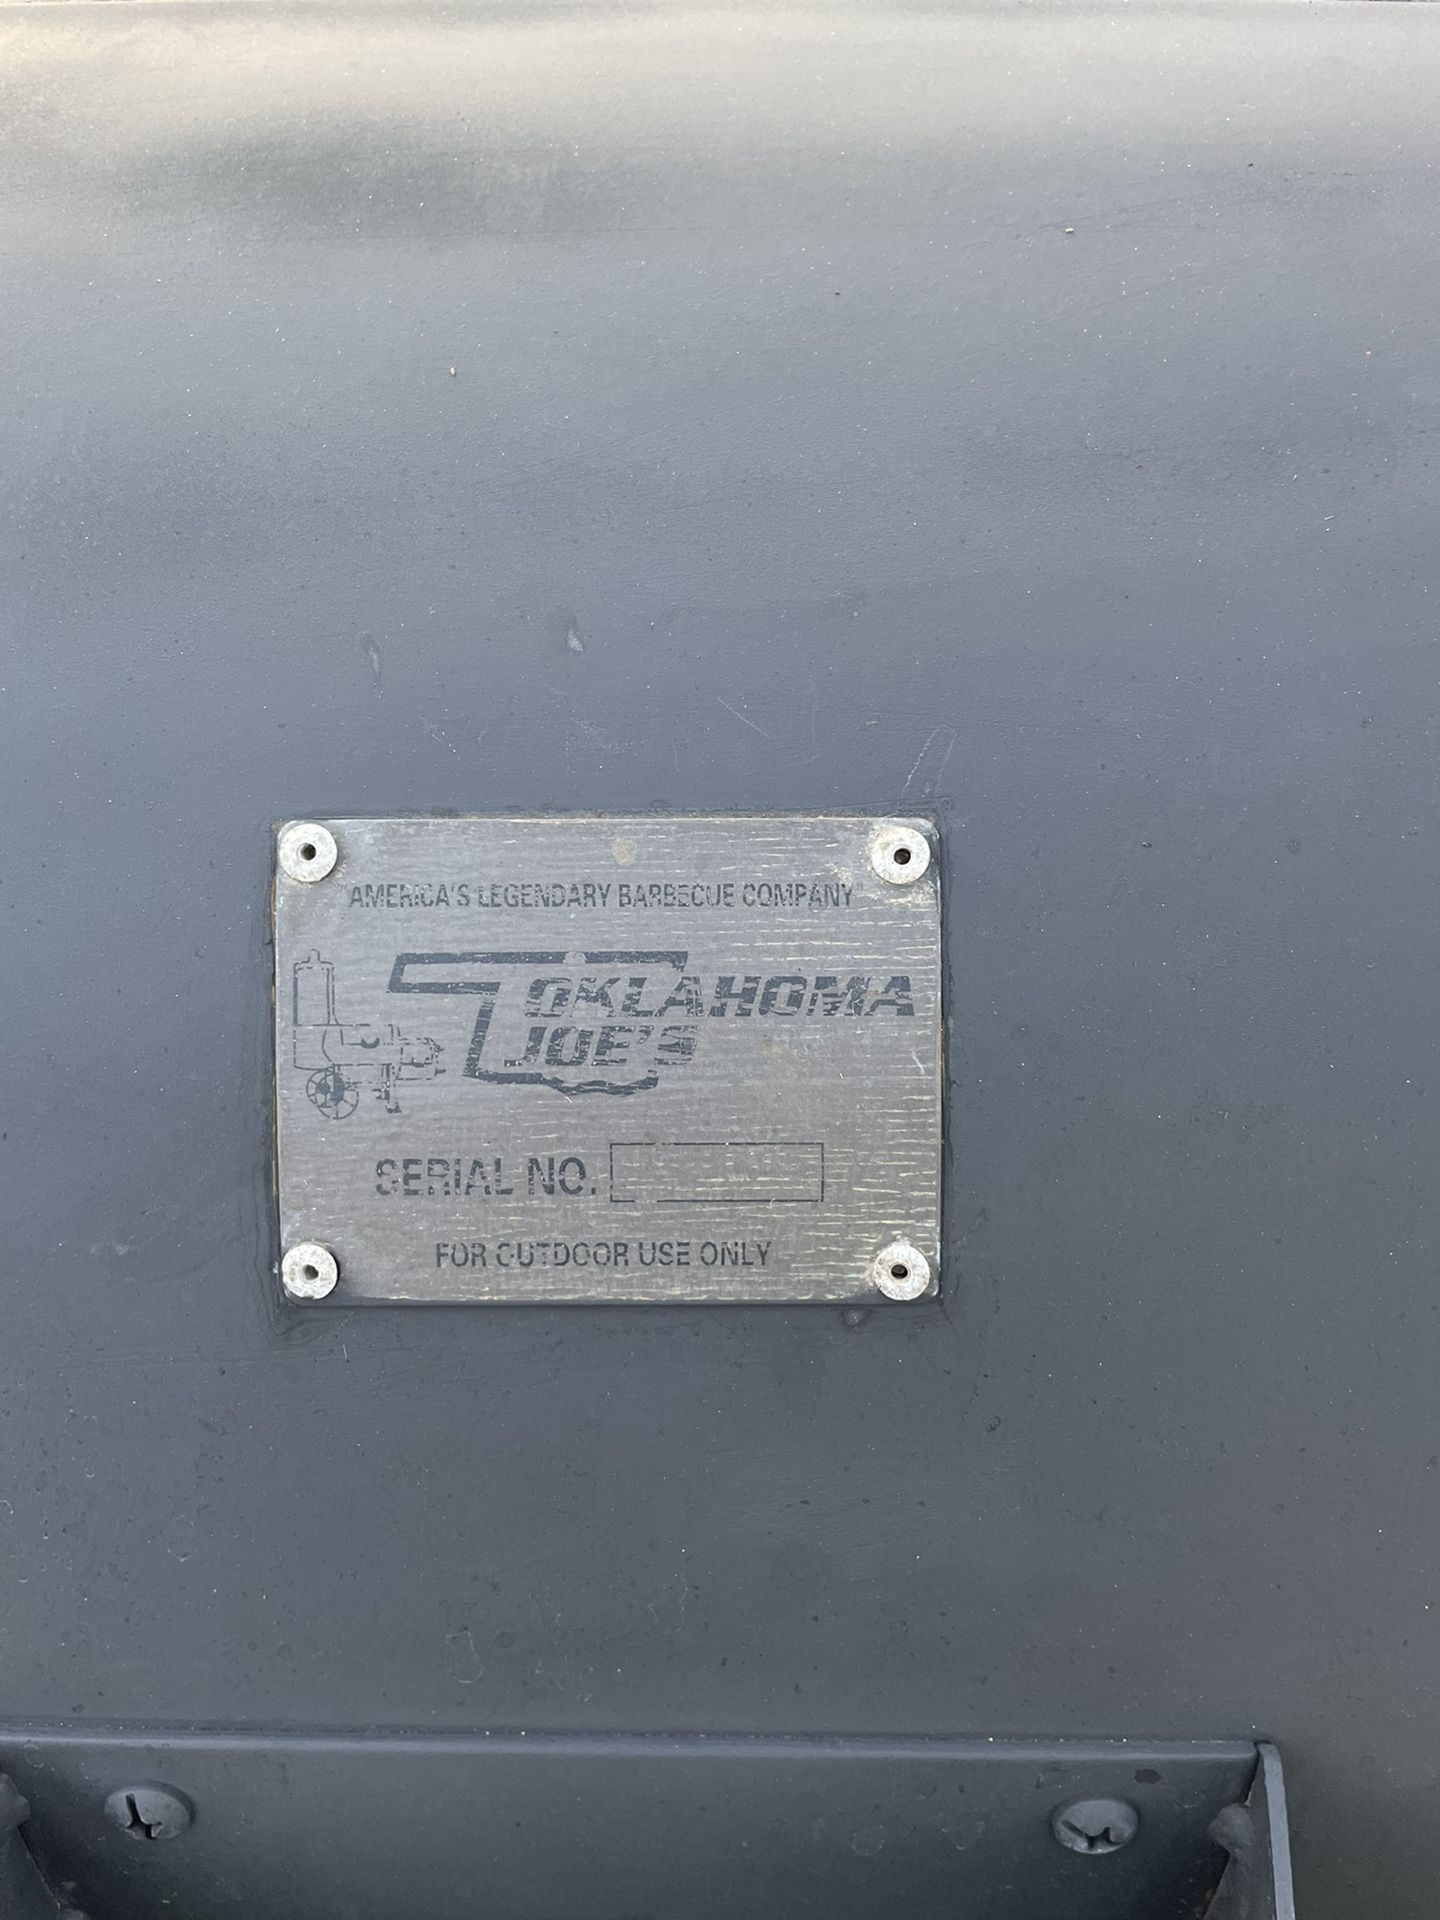 "AMERICA'S LEGENDARY BARBECUE COMPANY"
OKLAHOMA
JOE'S
SERIAL NO.
FOR OUTDOOR USE ONLY